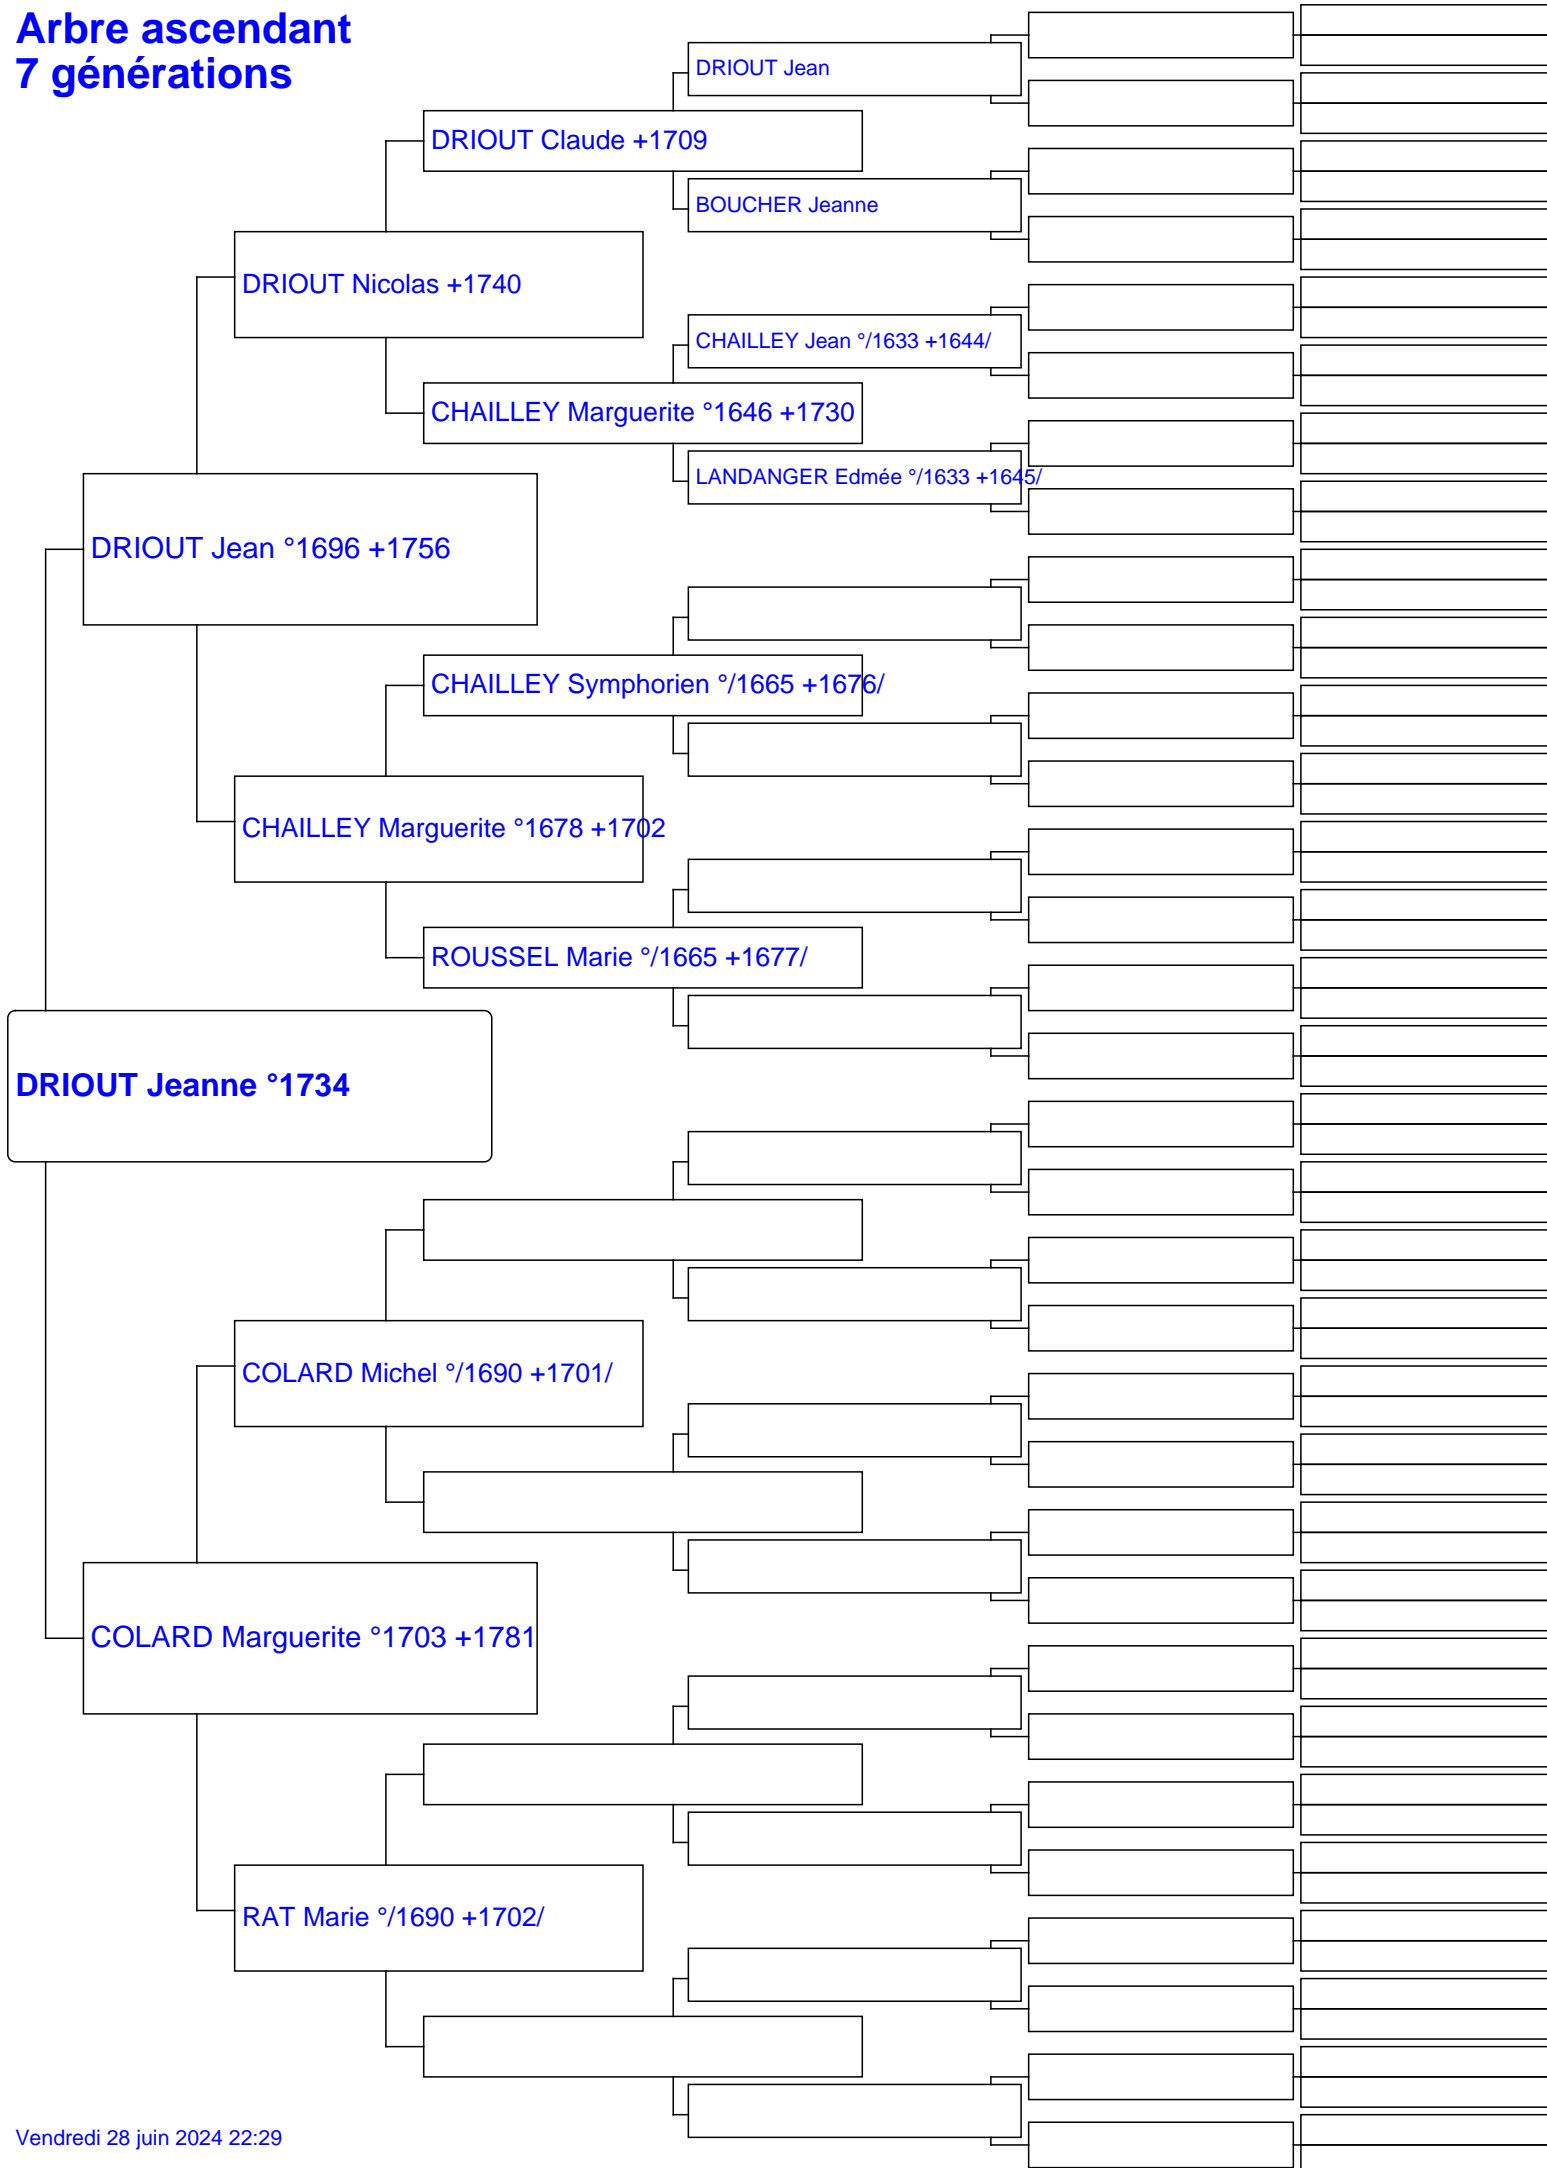 Arbre ascendant
7 générations
DRIOUT Jean
DRIOUT Claude +1709
BOUCHER Jeanne
DRIOUT Nicolas +1740
CHAILLEY Jean °/1633 +1644/
CHAILLEY Marguerite °1646 +1730
LANDANGER Edmée °/1633 +1645/
DRIOUT Jean °1696 +1756
CHAILLEY Symphorien °/1665 +1676/
CHAILLEY Marguerite °1678 +1702
ROUSSEL Marie °/1665 +1677/
DRIOUT Jeanne °1734
COLARD Michel °/1690 +1701/
COLARD Marguerite °1703 +1781
RAT Marie °/1690 +1702/
Vendredi 28 juin 2024 22:29